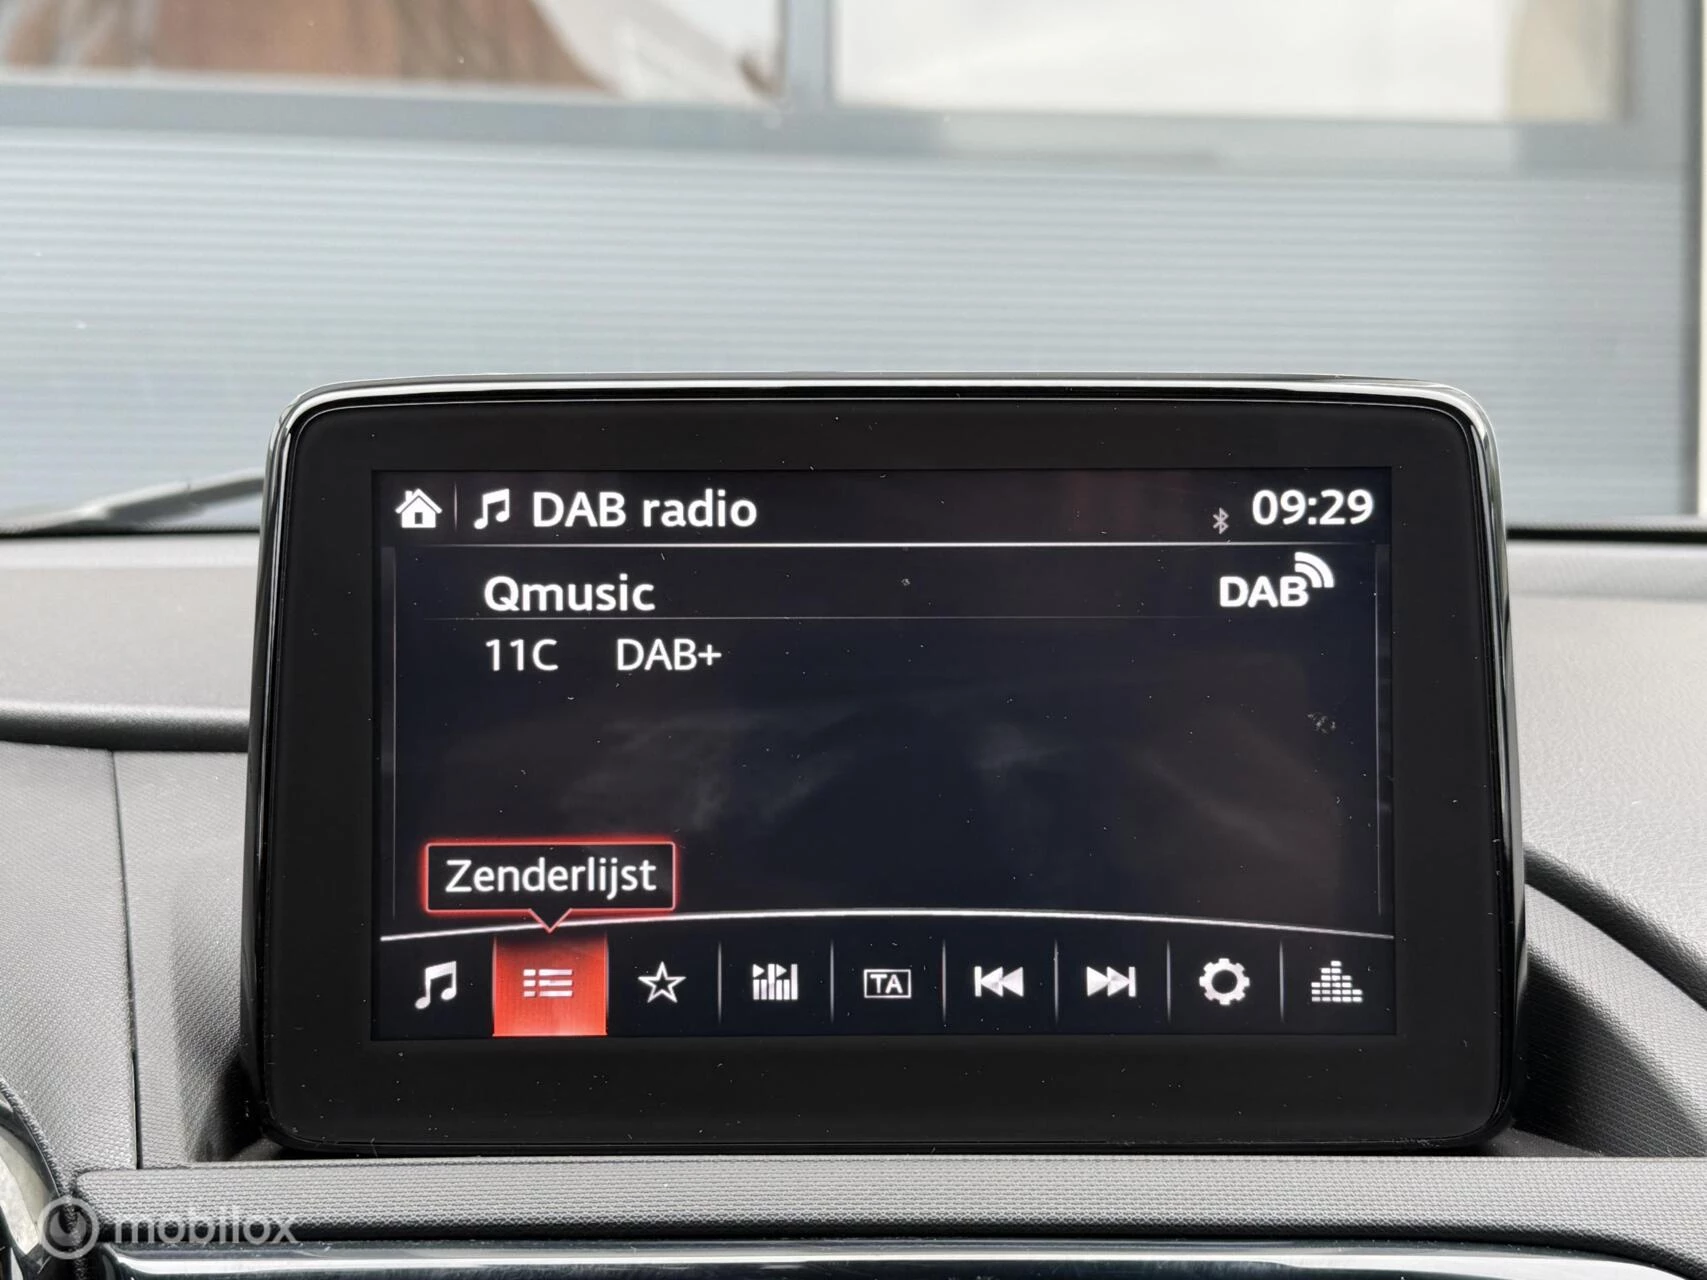 DAB radio 09:29
Qmusic DAB
11C DAB+
Zenderlijst
TA
mobilox